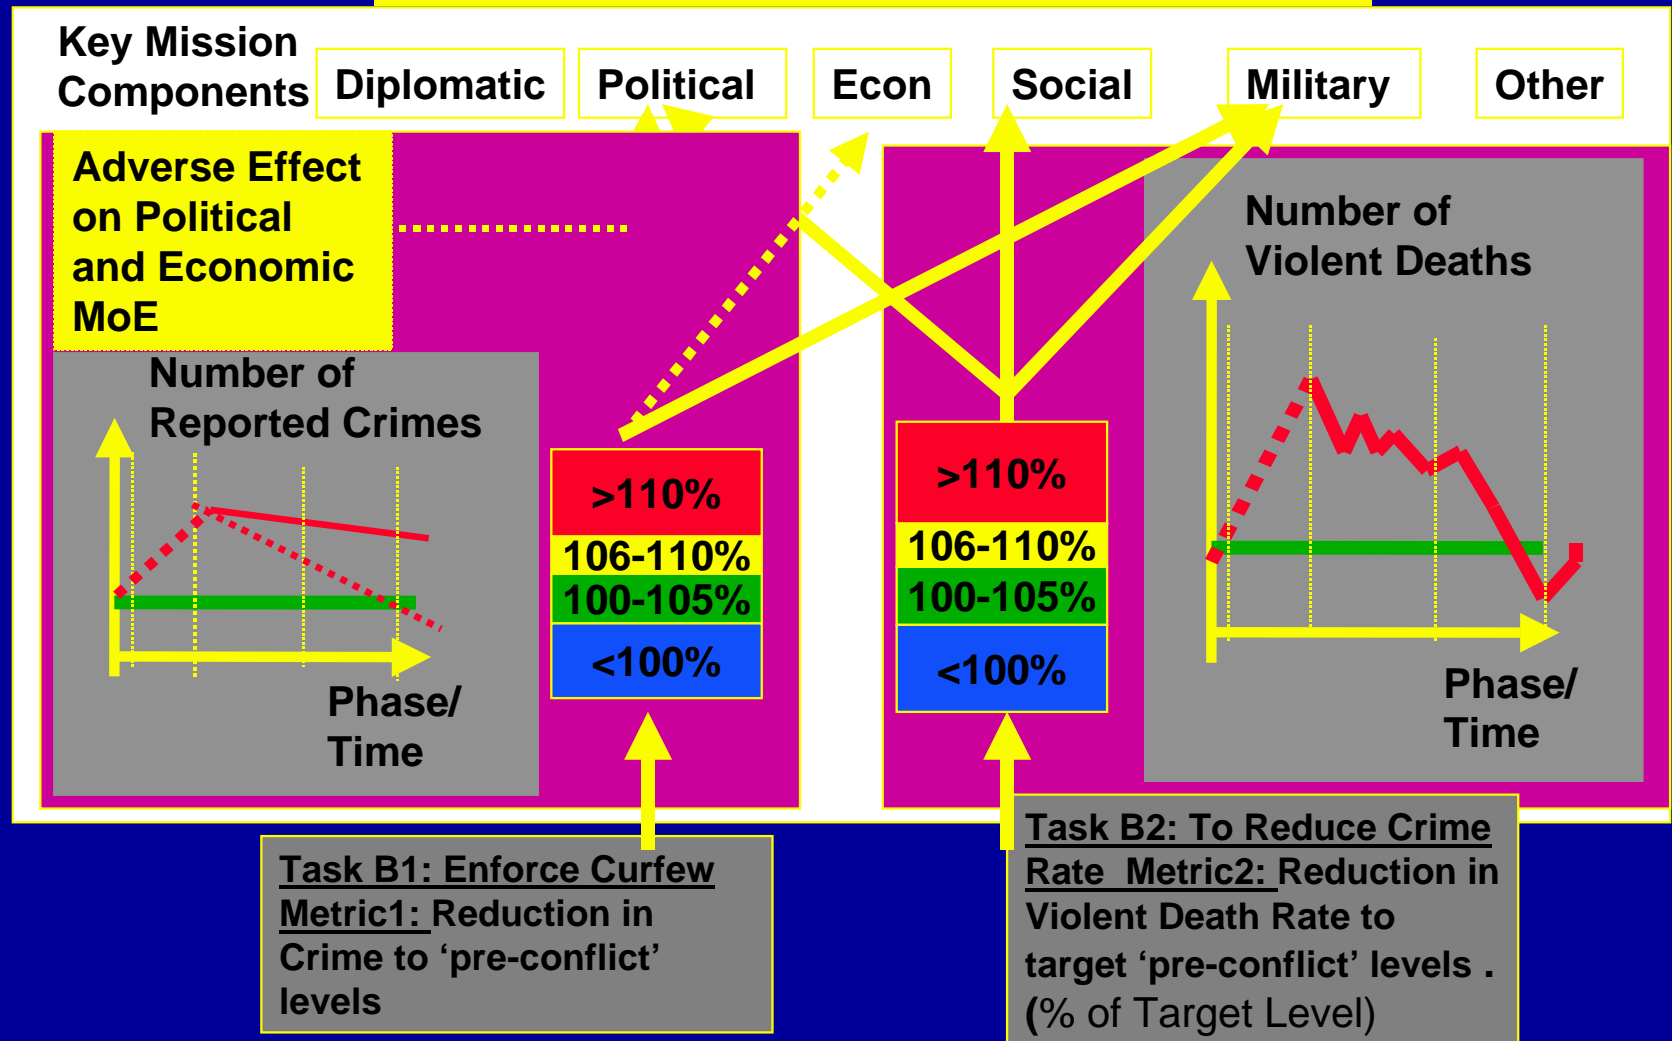 Key Mission
Components
Diplomatic
Political
Econ
Social
Military
Other
Adverse Effect
on Political
and Economic
MoE
Number of
Reported Crimes
Phase/
Time
>110%
106-110%
100-105%
<100%
>110%
106-110%
100-105%
<100%
Number of
Violent Deaths
Phase/
Time
Task B1: Enforce Curfew
Metric1: Reduction in
Crime to ‘pre-conflict’
levels
Task B2: To Reduce Crime
Rate  Metric2: Reduction in
Violent Death Rate to
target ‘pre-conflict’ levels .
(% of Target Level)